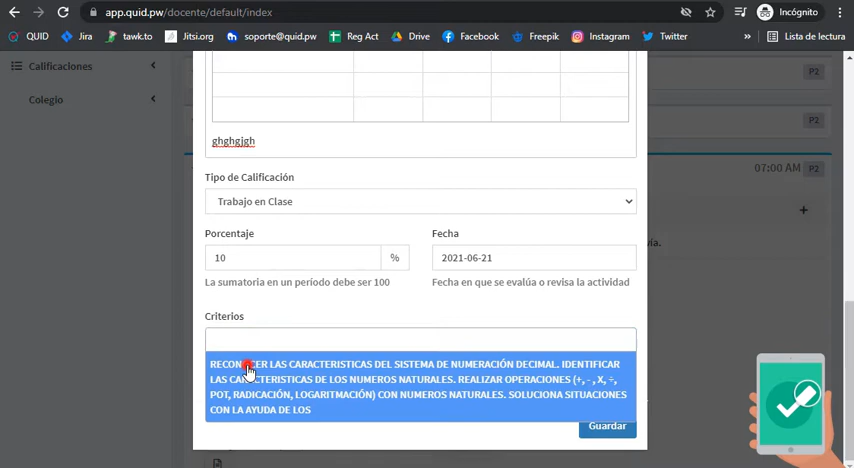 app.quid.pw/docente/default/index
Incógnito
QUID Jira tawk.to Jitsi.org soporte@quid.pw Reg Act Drive Facebook Freepik Instagram Twitter » Lista de lectura
Calificaciones
P2
Colegio
P2
ghghgjgh
07:00 AM P2
Tipo de Calificación
Trabajo en Clase
Porcentaje Fecha
10 % 2021-06-21
La sumatoria en un período debe ser 100 Fecha en que se evalúa o revisa la actividad
Criterios
RECONOCER LAS CARACTERISTICAS DEL SISTEMA DE NUMERACIÓN DECIMAL. IDENTIFICAR
LAS CARACTERISTICAS DE LOS NUMEROS NATURALES. REALIZAR OPERACIONES (+, -, X, ÷,
POT, RADICACIÓN, LOGARITMACIÓN) CON NUMEROS NATURALES. SOLUCIONA SITUACIONES
CON LA AYUDA DE LOS
Guardar